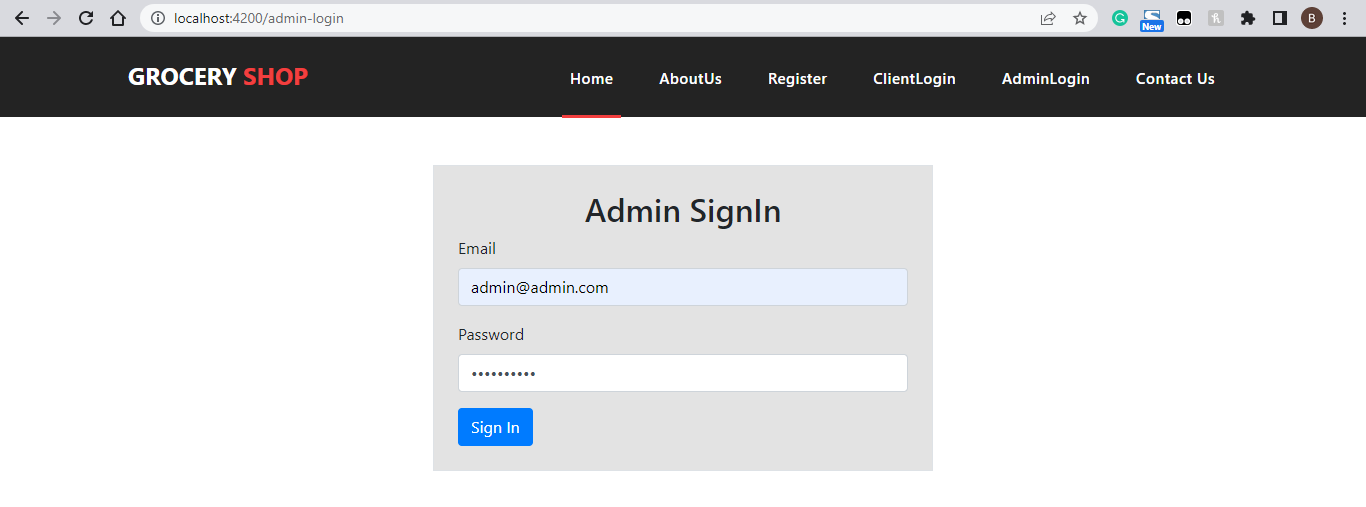 localhost:4200/admin-login
New
B
GROCERY SHOP
Home AboutUs Register ClientLogin AdminLogin Contact Us
Admin SignIn
Email
admin@admin.com
Password
••••••••••
Sign In